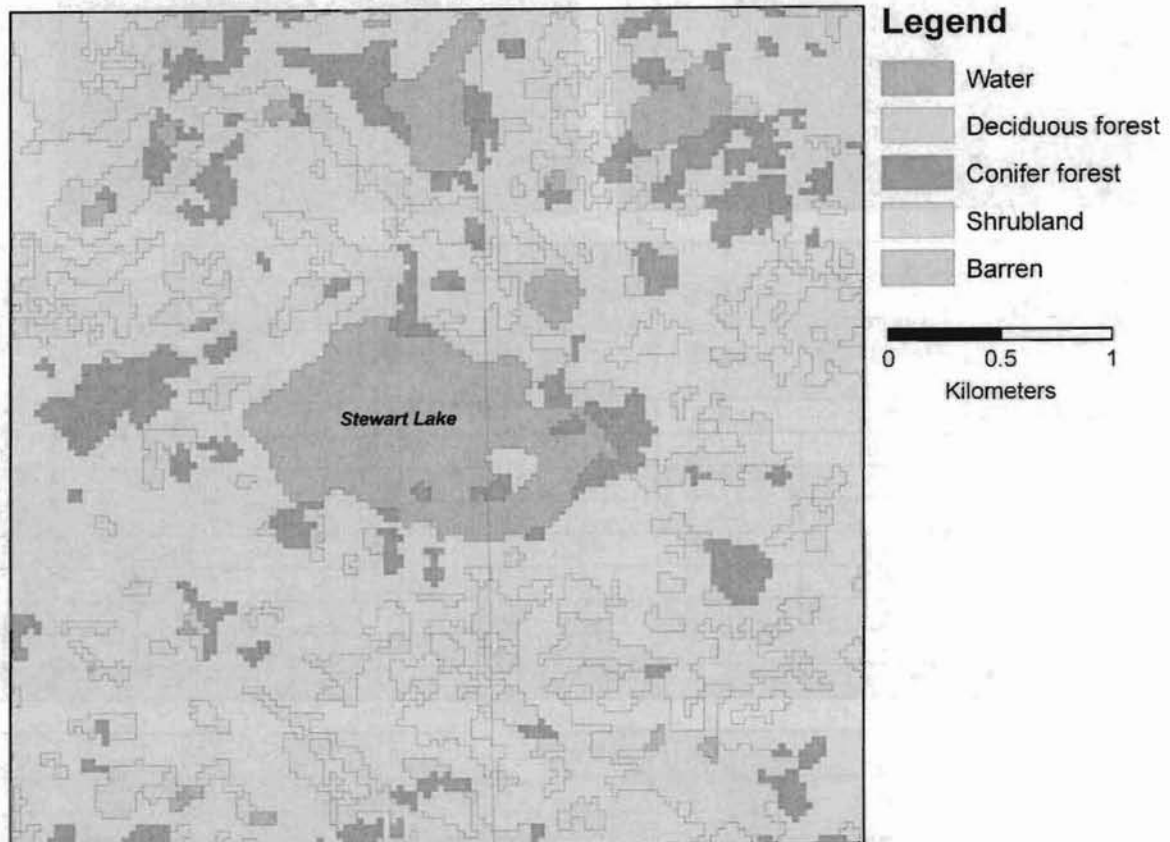 Legend
Water
Deciduous forest
Conifer forest
Shrubland
Barren
0 0.5 1
Kilometers
Stewart Lake